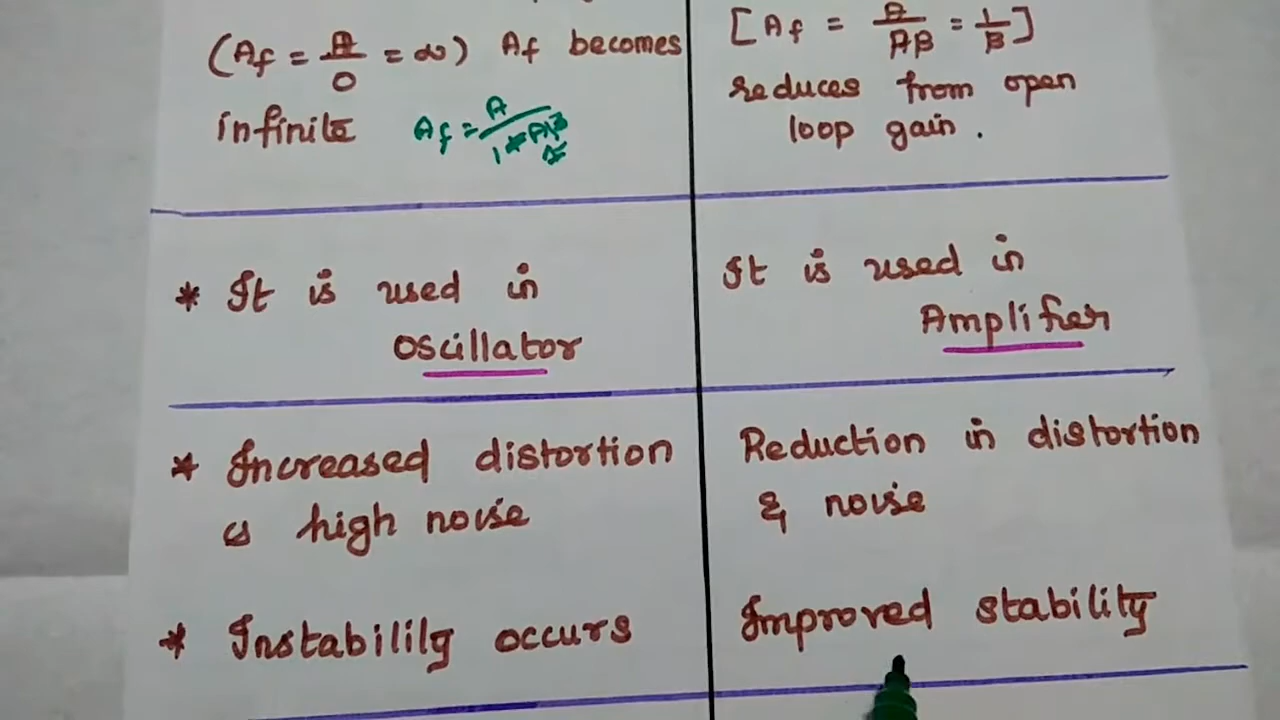 (Af = A/0 = ∞) Af becomes
infinite Af = A/1-Aβ
[Af = A/Aβ = 1/β]
reduces from open
loop gain.
* It is used in
Oscillator
It is used in
Amplifier
* Increased distortion
is high noise
Reduction in distortion
& noise
* Instability occurs
Improved stability